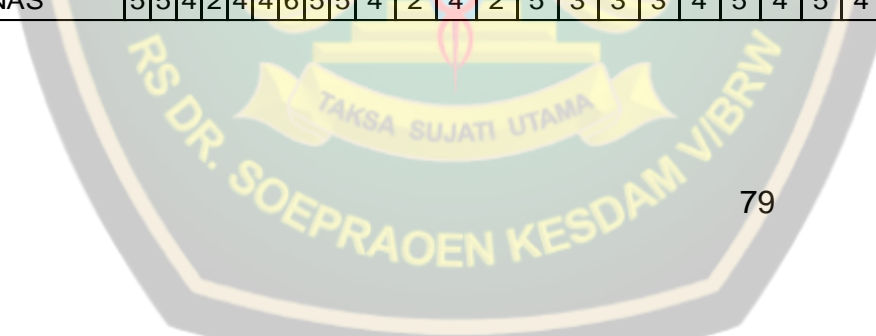 NAS 5 5 4 2 4 4 6 5 5 4 2 4 2 5 3 3 3 4 5 4 5 4
TAKSA SUJATI UTAMA
RS DR. SOEPRAOEN KESDAM V/BRW
79